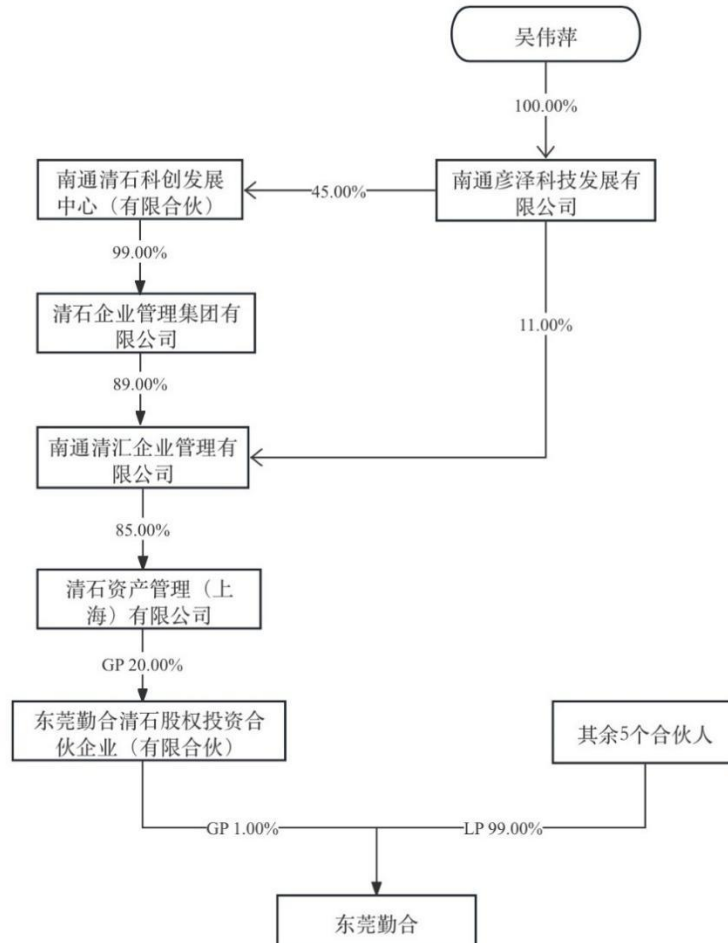 吴伟萍
100.00%
南通清石科创发展
中心（有限合伙）
45.00%
南通彦泽科技发展有
限公司
99.00%
清石企业管理集团有
限公司
11.00%
89.00%
南通清汇企业管理有
限公司
85.00%
清石资产管理（上
海）有限公司
GP 20.00%
东莞勤合清石股权投资合
伙企业（有限合伙）
其余5个合伙人
GP 1.00%
LP 99.00%
东莞勤合